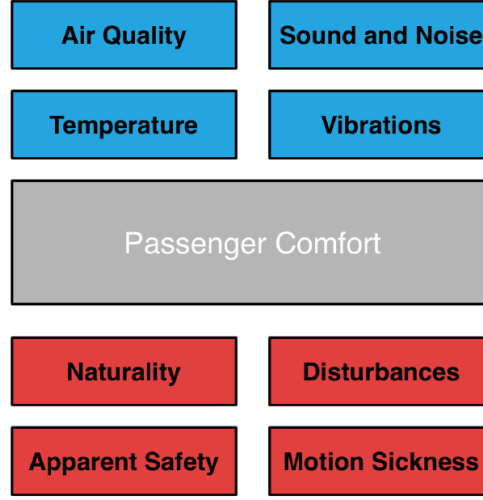 Air Quality
Sound and Noise
Temperature
Vibrations
Passenger Comfort
Naturality
Disturbances
Apparent Safety
Motion Sickness